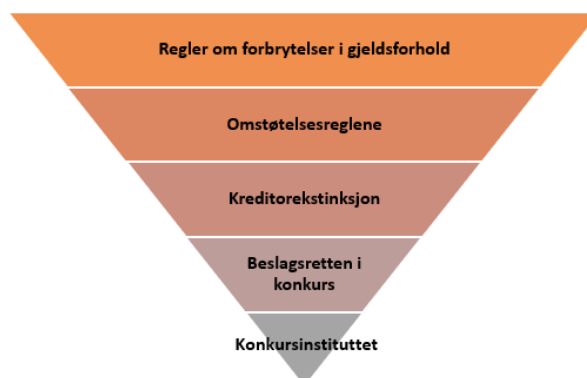 Regler om forbrytelser i gjeldsforhold
Omstøtelsesreglene
Kreditorekstinksjon
Beslagsretten i
konkurs
Konkursinstituttet